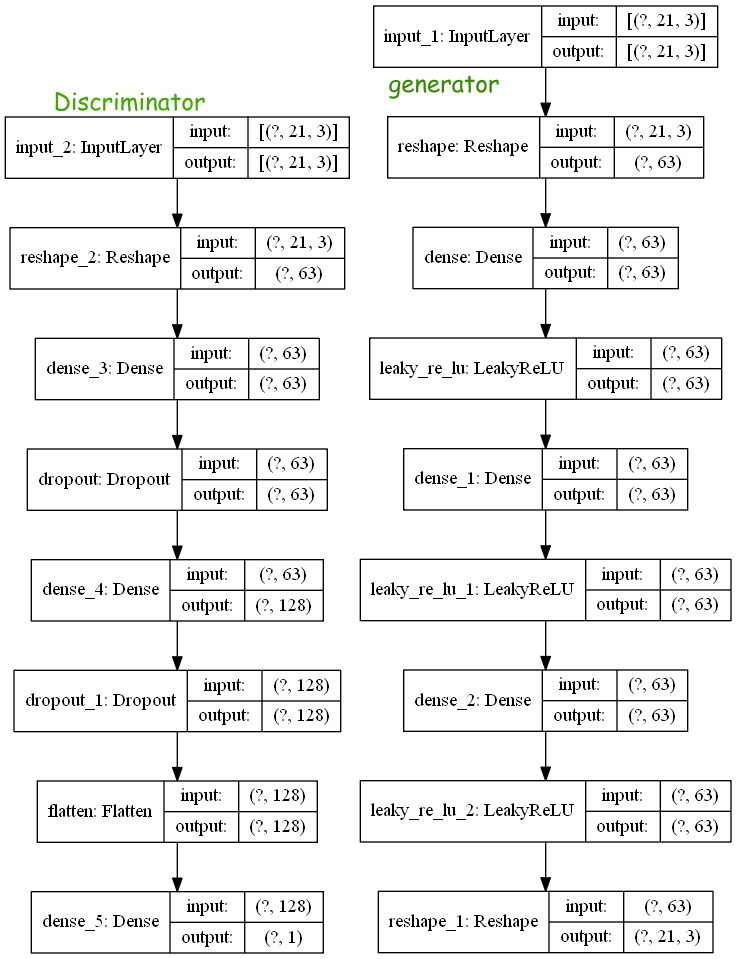 Discriminator
input_2: InputLayer
input: [(?, 21, 3)]
output: [(?, 21, 3)]
reshape_2: Reshape
input: (?, 21, 3)
output: (?, 63)
dense_3: Dense
input: (?, 63)
output: (?, 63)
dropout: Dropout
input: (?, 63)
output: (?, 63)
dense_4: Dense
input: (?, 63)
output: (?, 128)
dropout_1: Dropout
input: (?, 128)
output: (?, 128)
flatten: Flatten
input: (?, 128)
output: (?, 128)
dense_5: Dense
input: (?, 128)
output: (?, 1)
input_1: InputLayer
input: [(?, 21, 3)]
output: [(?, 21, 3)]
generator
reshape: Reshape
input: (?, 21, 3)
output: (?, 63)
dense: Dense
input: (?, 63)
output: (?, 63)
leaky_re_lu: LeakyReLU
input: (?, 63)
output: (?, 63)
dense_1: Dense
input: (?, 63)
output: (?, 63)
leaky_re_lu_1: LeakyReLU
input: (?, 63)
output: (?, 63)
dense_2: Dense
input: (?, 63)
output: (?, 63)
leaky_re_lu_2: LeakyReLU
input: (?, 63)
output: (?, 63)
reshape_1: Reshape
input: (?, 63)
output: (?, 21, 3)